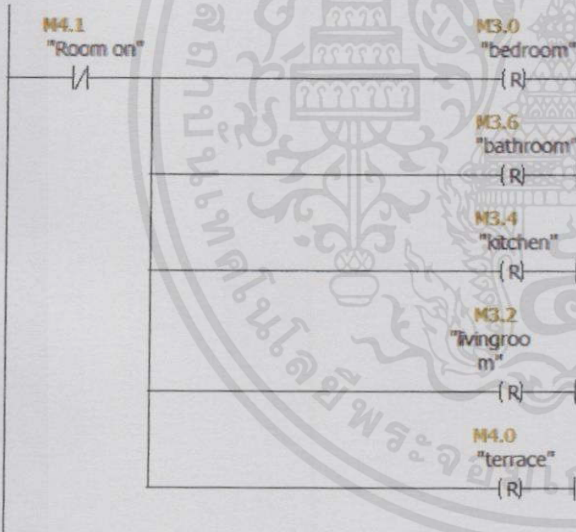 M4.1
"Room on"
M3.0
"bedroom"
(R)
M3.6
"bathroom"
(R)
M3.4
"kitchen"
(R)
M3.2
"livingroo
m"
(R)
M4.0
"terrace"
(R)